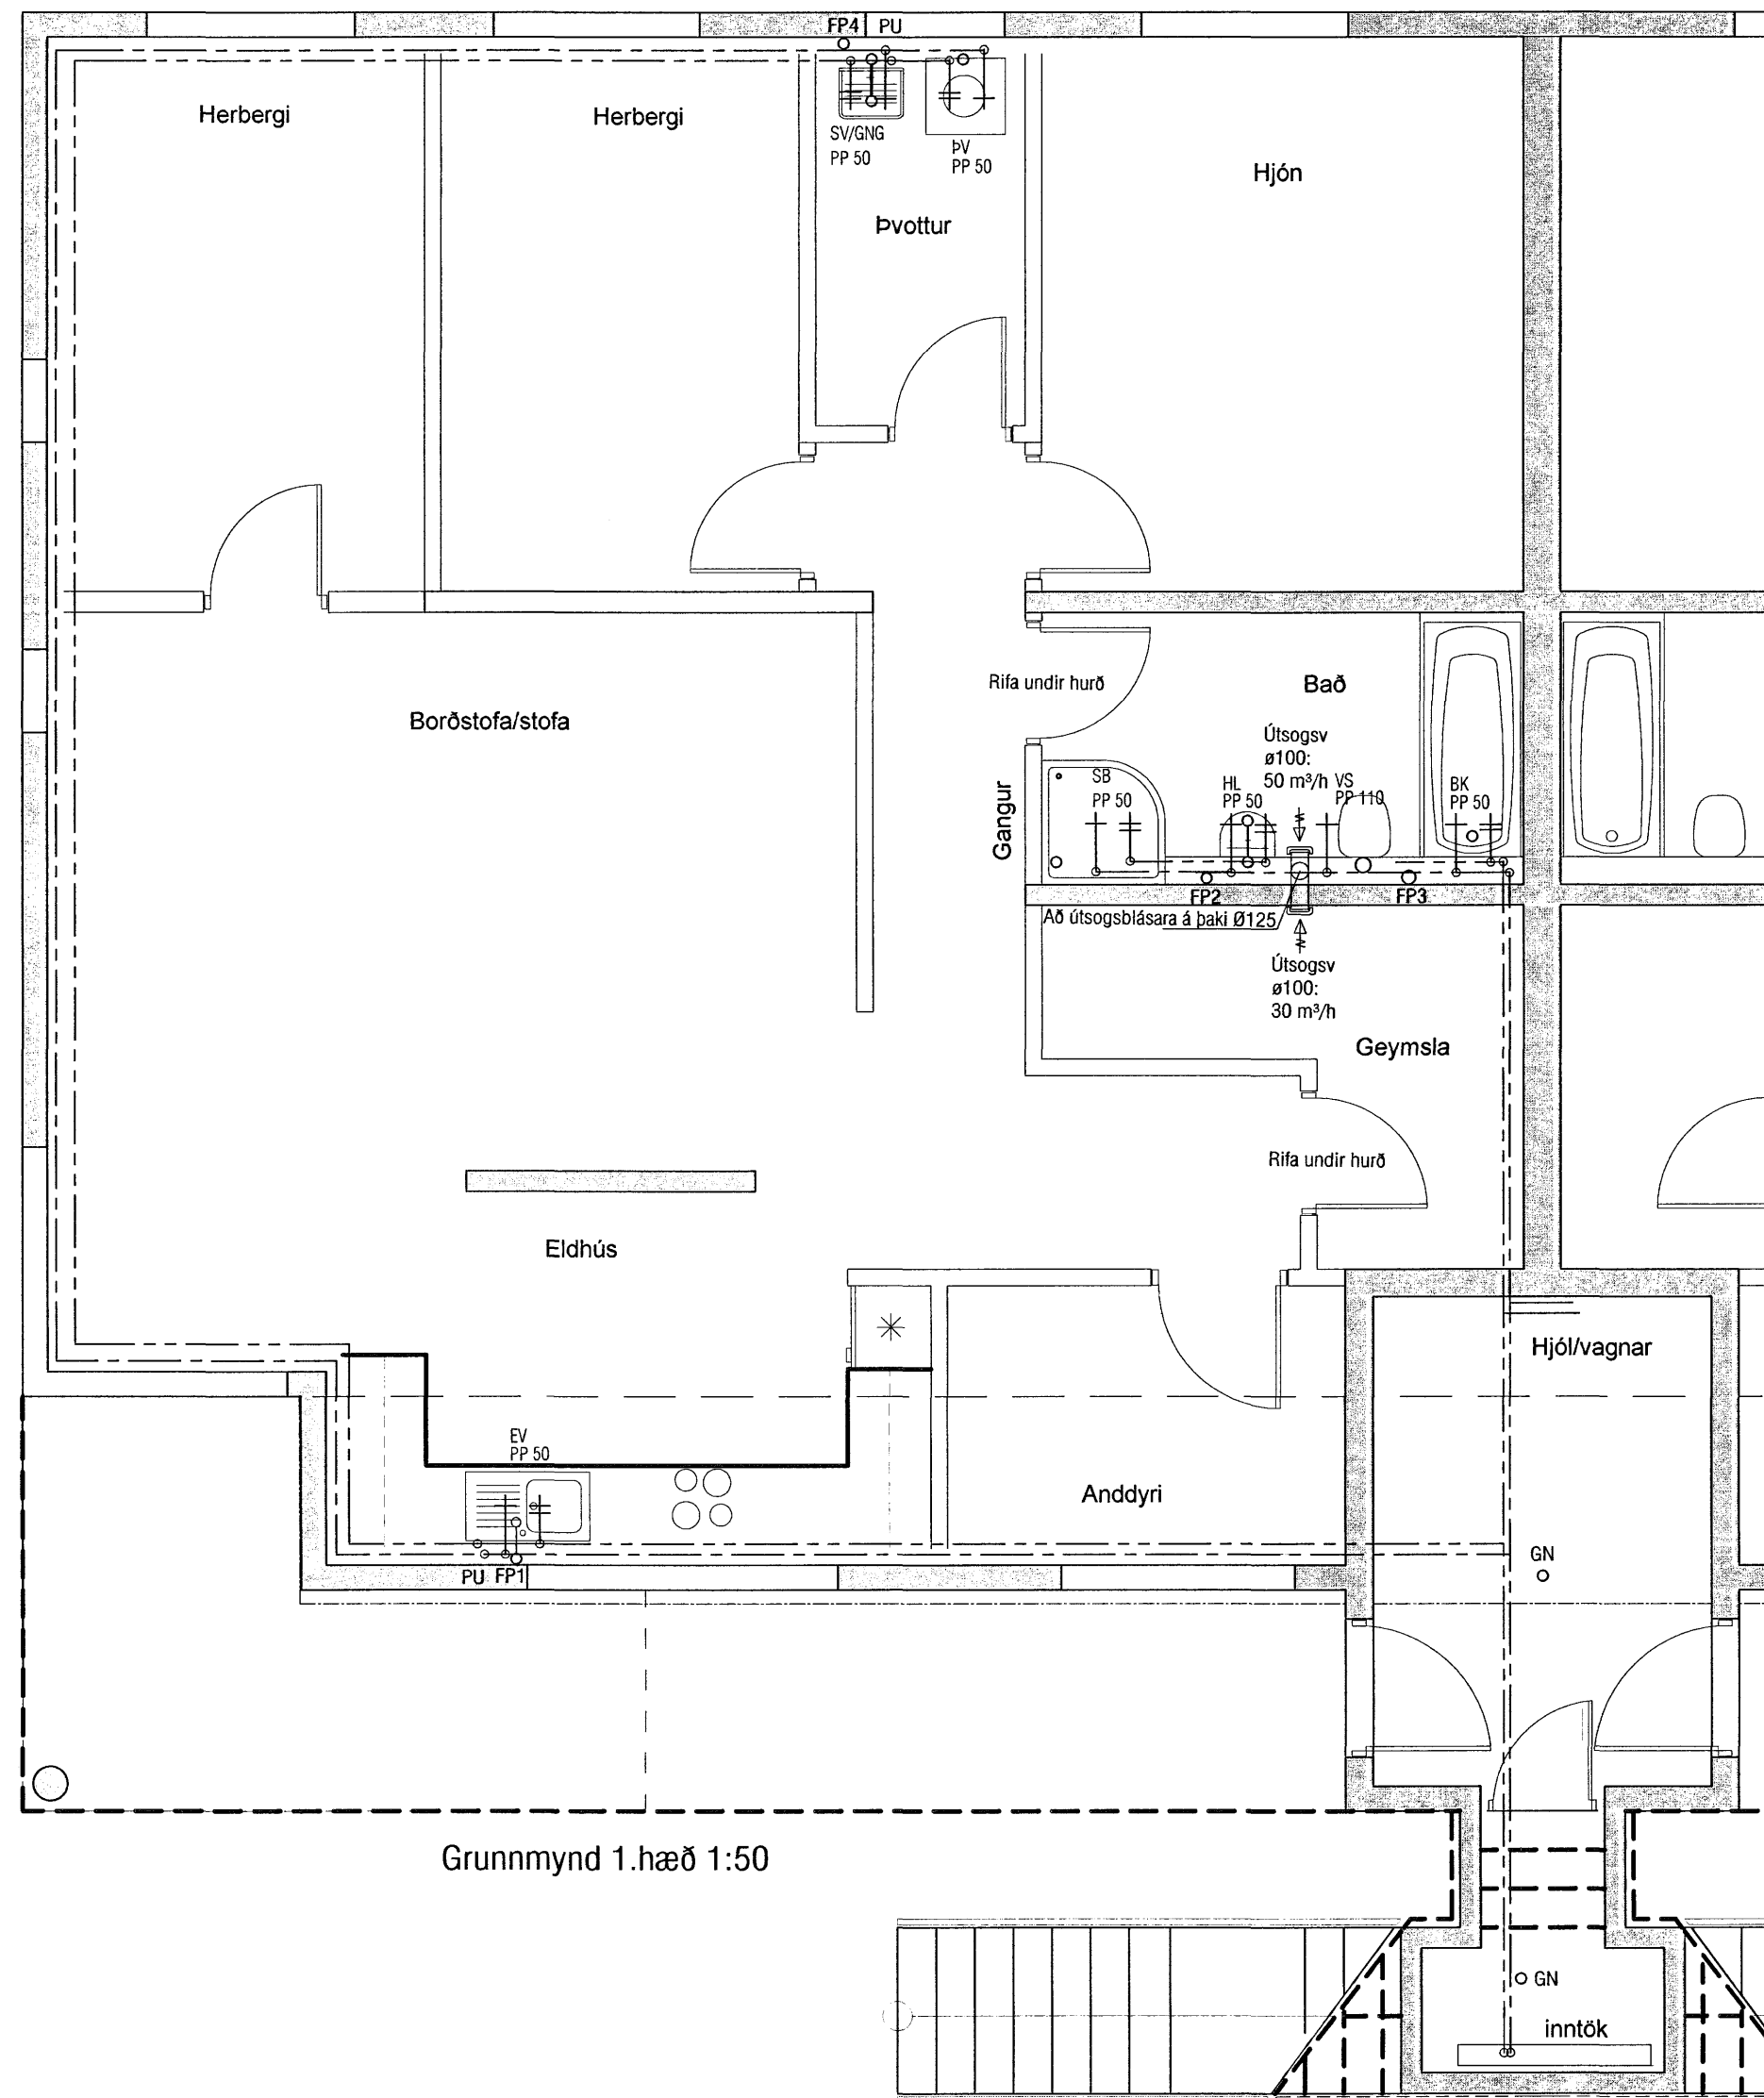 FP4 PU
Herbergi
Herbergi
SV/GNG
PP 50
ÞV
PP 50
Hjón
Þvottur
Rifa undir hurð
Bað
Borðstofa/stofa
Útsogsv
ø100:
50 m³/h
SB
PP 50
HL
PP 50
VS
PP 110
BK
PP 50
Gangur
FP2
FP3
Að útsogsblásara á þaki Ø125
Útsogsv
ø100:
30 m³/h
Geymsla
Rifa undir hurð
Eldhús
Hjól/vagnar
EV
PP 50
Anddyri
GN
PU FP1
Grunnmynd 1.hæð 1:50
GN
inntök